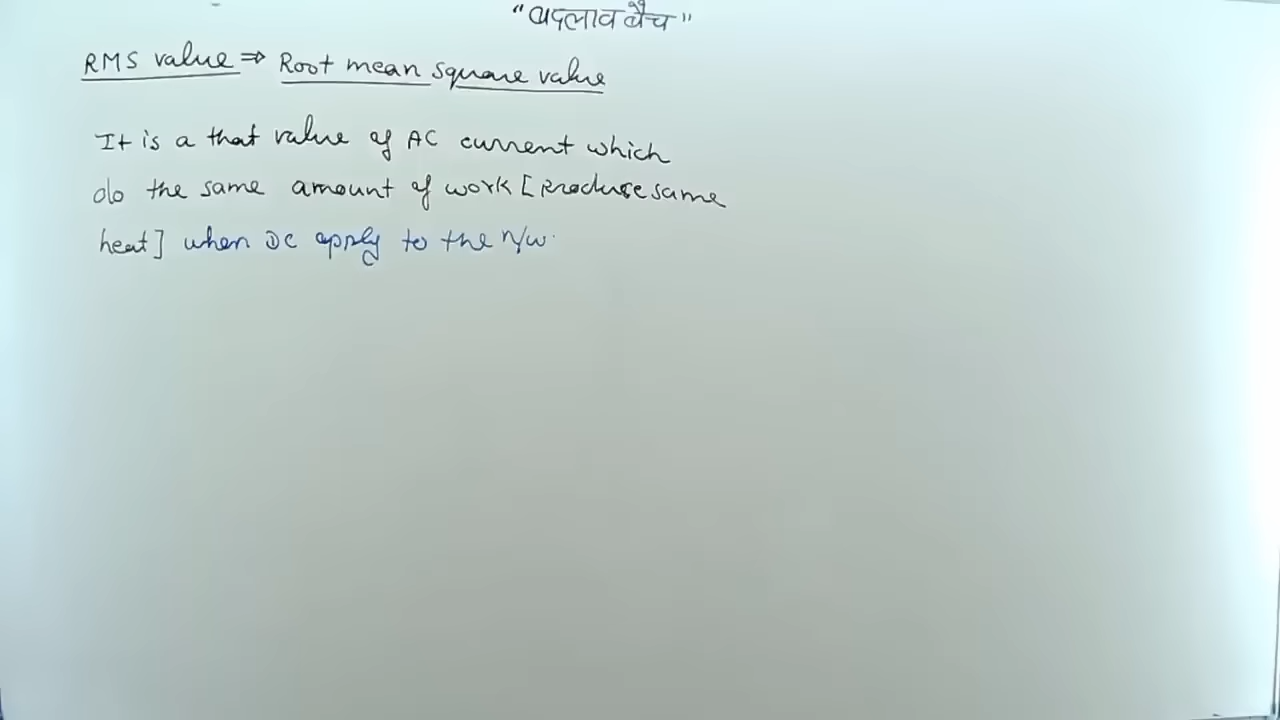 "बदलाव बैच"
RMS value ⇒ Root mean square value
It is a that value of AC current which
do the same amount of work [Produce same
heat] when DC apply to the n/w.